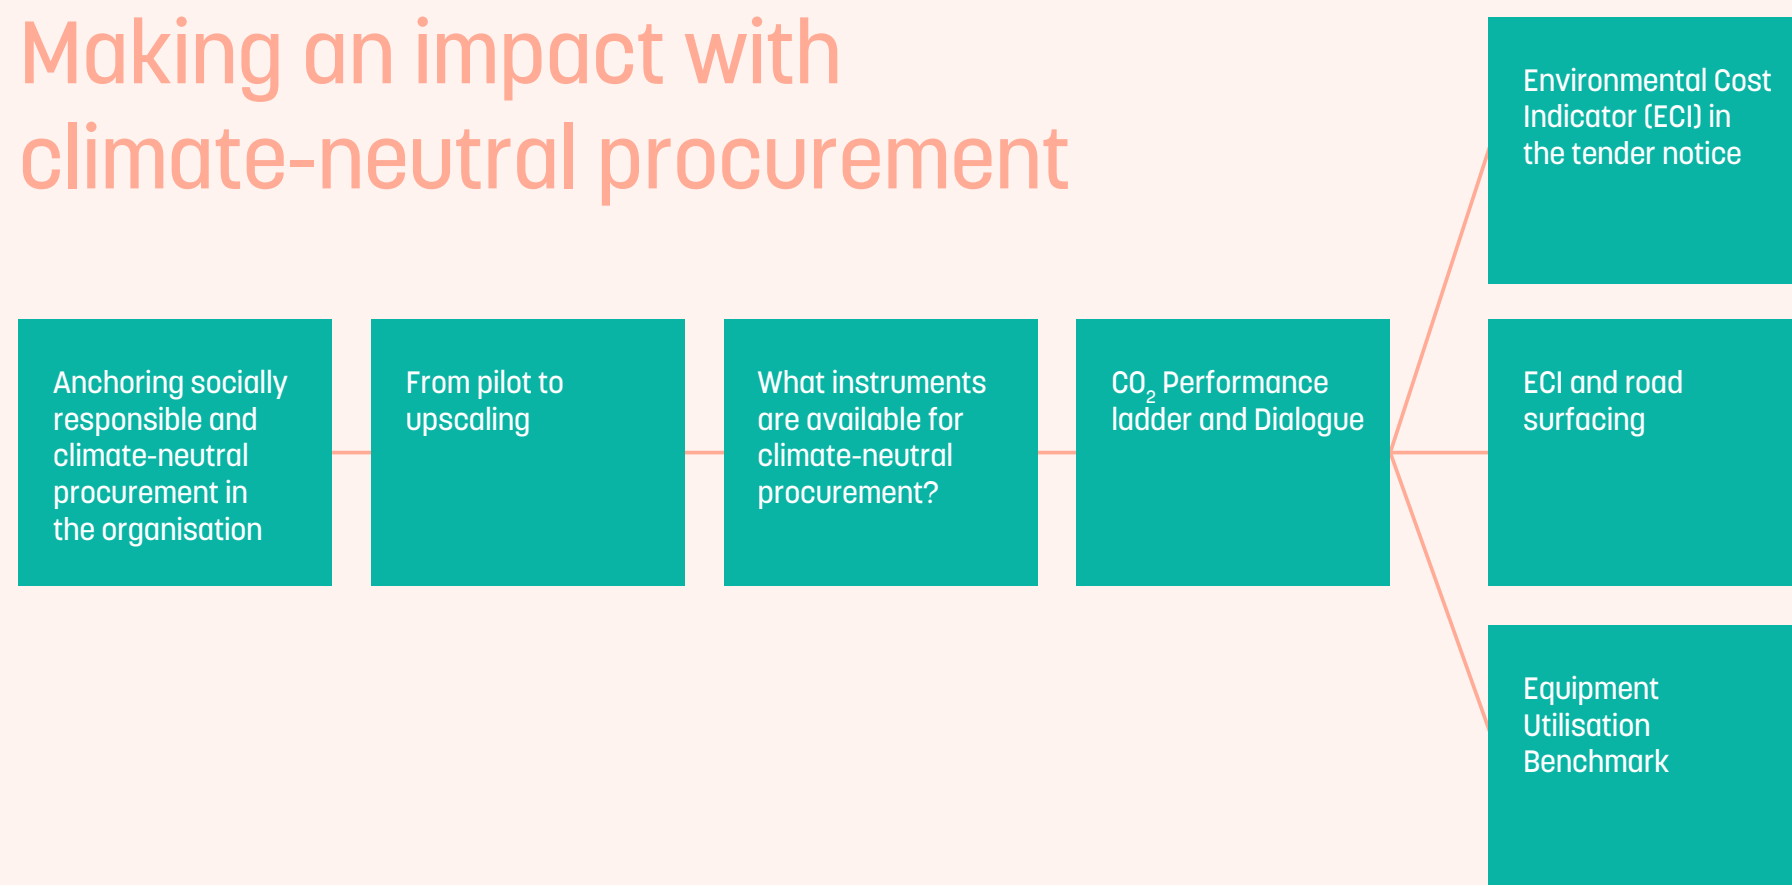 Making an impact with
climate-neutral procurement
Anchoring socially
responsible and
climate-neutral
procurement in
the organisation
From pilot to
upscaling
What instruments
are available for
climate-neutral
procurement?
CO₂ Performance
ladder and Dialogue
Environmental Cost
Indicator (ECI) in
the tender notice
ECI and road
surfacing
Equipment
Utilisation
Benchmark